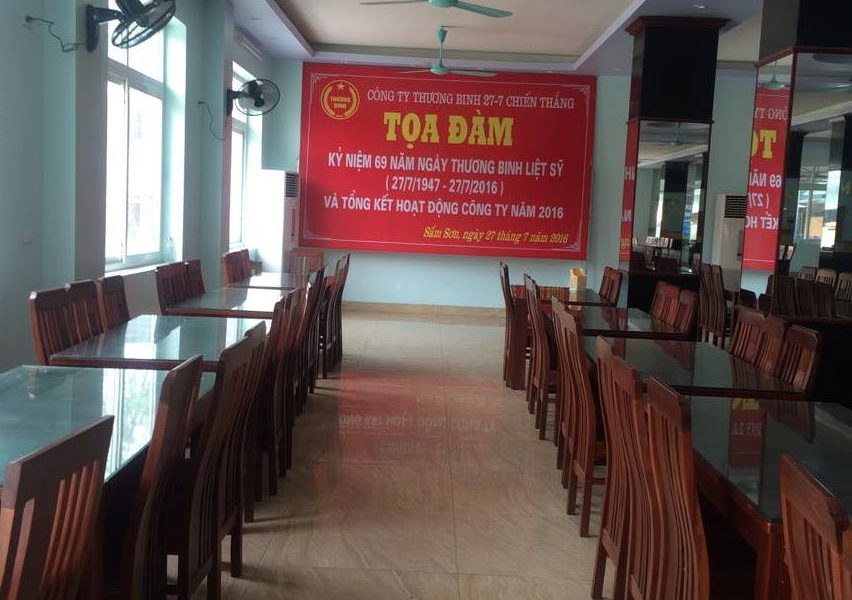 THƯƠNG BINH
CÔNG TY THƯƠNG BINH 27-7 CHIẾN THẮNG
TỌA ĐÀM
KỶ NIỆM 69 NĂM NGÀY THƯƠNG BINH LIỆT SỸ
( 27/7/1947 - 27/7/2016 )
VÀ TỔNG KẾT HOẠT ĐỘNG CÔNG TY NĂM 2016
Sầm Sơn, ngày 27 tháng 7 năm 2016